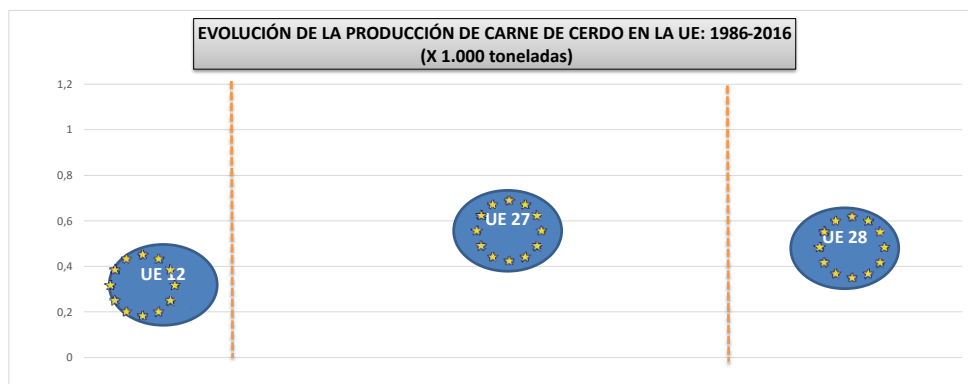 EVOLUCIÓN DE LA PRODUCCIÓN DE CARNE DE CERDO EN LA UE: 1986-2016
(X 1.000 toneladas)
1,2
1
0,8
0,6
0,4
0,2
0
UE 12
UE 27
UE 28